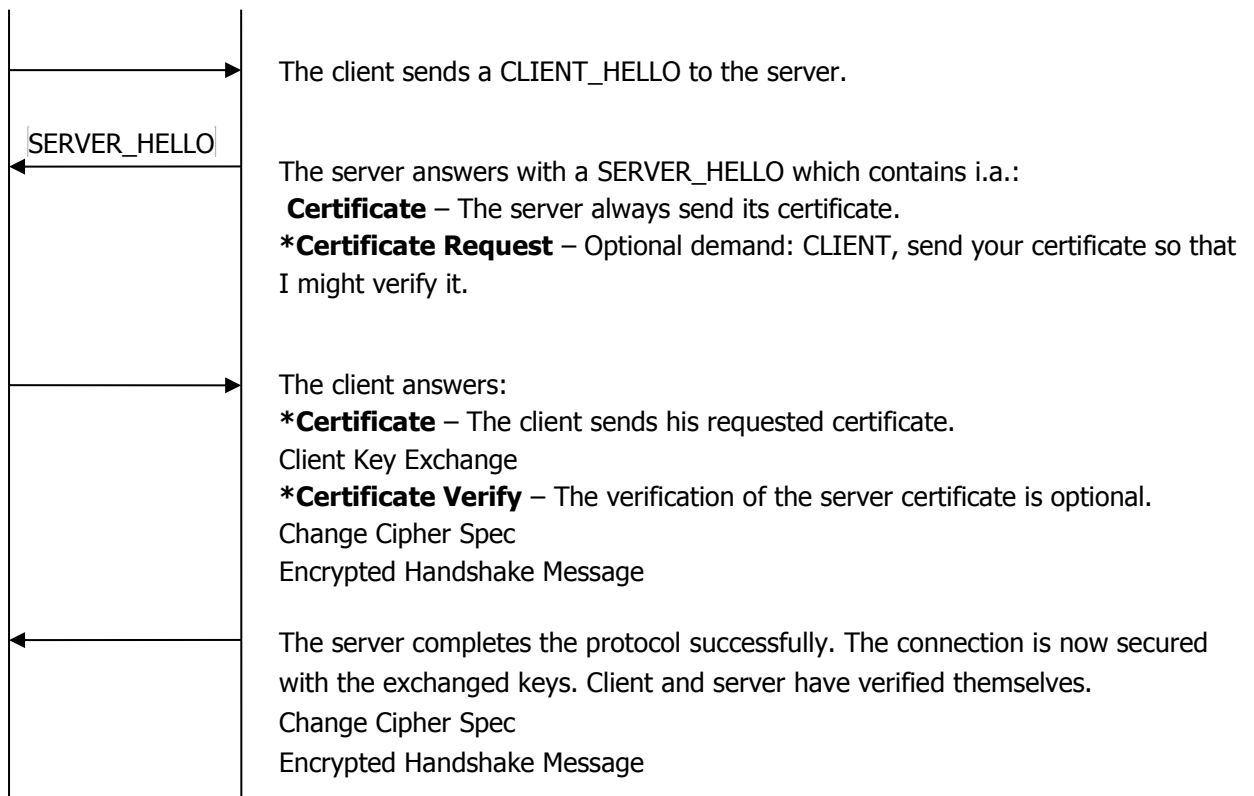 The client sends a CLIENT_HELLO to the server.
SERVER_HELLO
The server answers with a SERVER_HELLO which contains i.a.:
Certificate – The server always send its certificate.
*Certificate Request – Optional demand: CLIENT, send your certificate so that
I might verify it.
The client answers:
*Certificate – The client sends his requested certificate.
Client Key Exchange
*Certificate Verify – The verification of the server certificate is optional.
Change Cipher Spec
Encrypted Handshake Message
The server completes the protocol successfully. The connection is now secured
with the exchanged keys. Client and server have verified themselves.
Change Cipher Spec
Encrypted Handshake Message